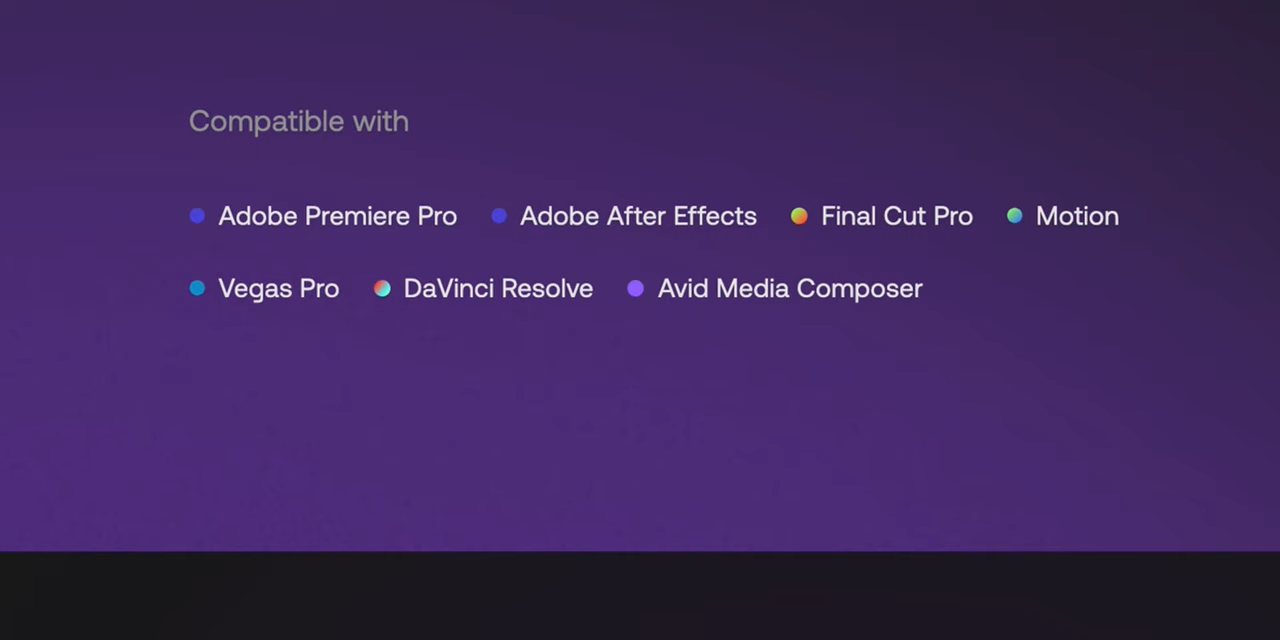 Compatible with
Adobe Premiere Pro Adobe After Effects Final Cut Pro Motion
Vegas Pro DaVinci Resolve Avid Media Composer